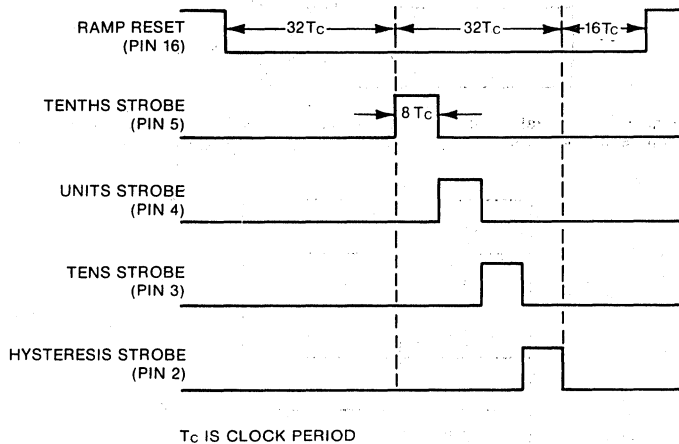 RAMP RESET
(PIN 16)
32TC
32TC
16TC
TENTHS STROBE
(PIN 5)
8 TC
UNITS STROBE
(PIN 4)
TENS STROBE
(PIN 3)
HYSTERESIS STROBE
(PIN 2)
TC IS CLOCK PERIOD